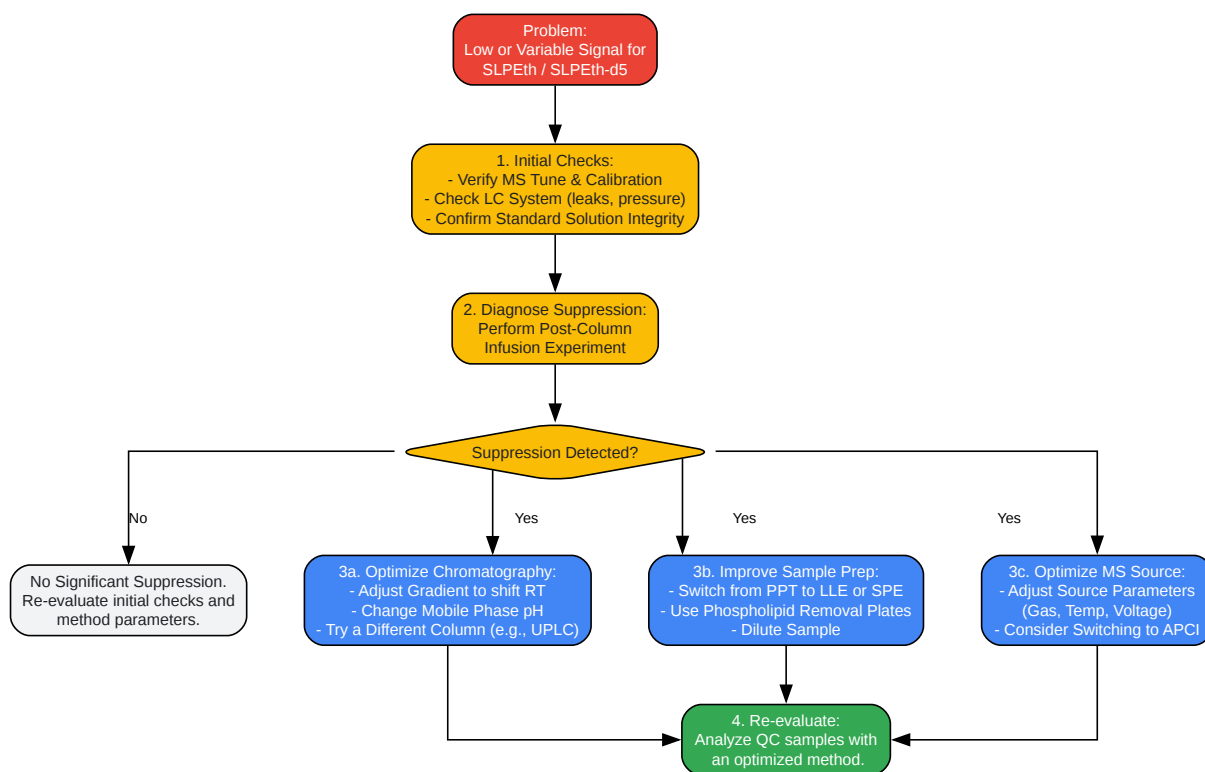 Problem:
Low or Variable Signal for
SLPEth / SLPEth-d5
1. Initial Checks:
- Verify MS Tune & Calibration
- Check LC System (leaks, pressure)
- Confirm Standard Solution Integrity
2. Diagnose Suppression:
Perform Post-Column
Infusion Experiment
Suppression Detected?
No
Yes
Yes
Yes
No Significant Suppression.
Re-evaluate initial checks and
method parameters.
3a. Optimize Chromatography:
- Adjust Gradient to shift RT
- Change Mobile Phase pH
- Try a Different Column (e.g., UPLC)
3b. Improve Sample Prep:
- Switch from PPT to LLE or SPE
- Use Phospholipid Removal Plates
- Dilute Sample
3c. Optimize MS Source:
- Adjust Source Parameters
(Gas, Temp, Voltage)
- Consider Switching to APCI
4. Re-evaluate:
Analyze QC samples with
an optimized method.